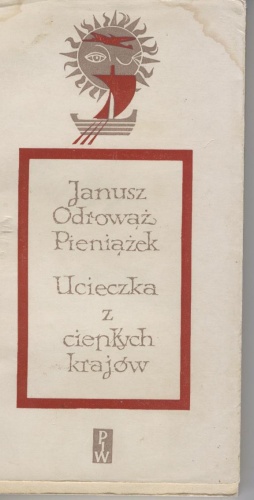 Janusz
Odrowąż
Pieniążek
Ucieczka
z
ciepłych
krajów
PIW